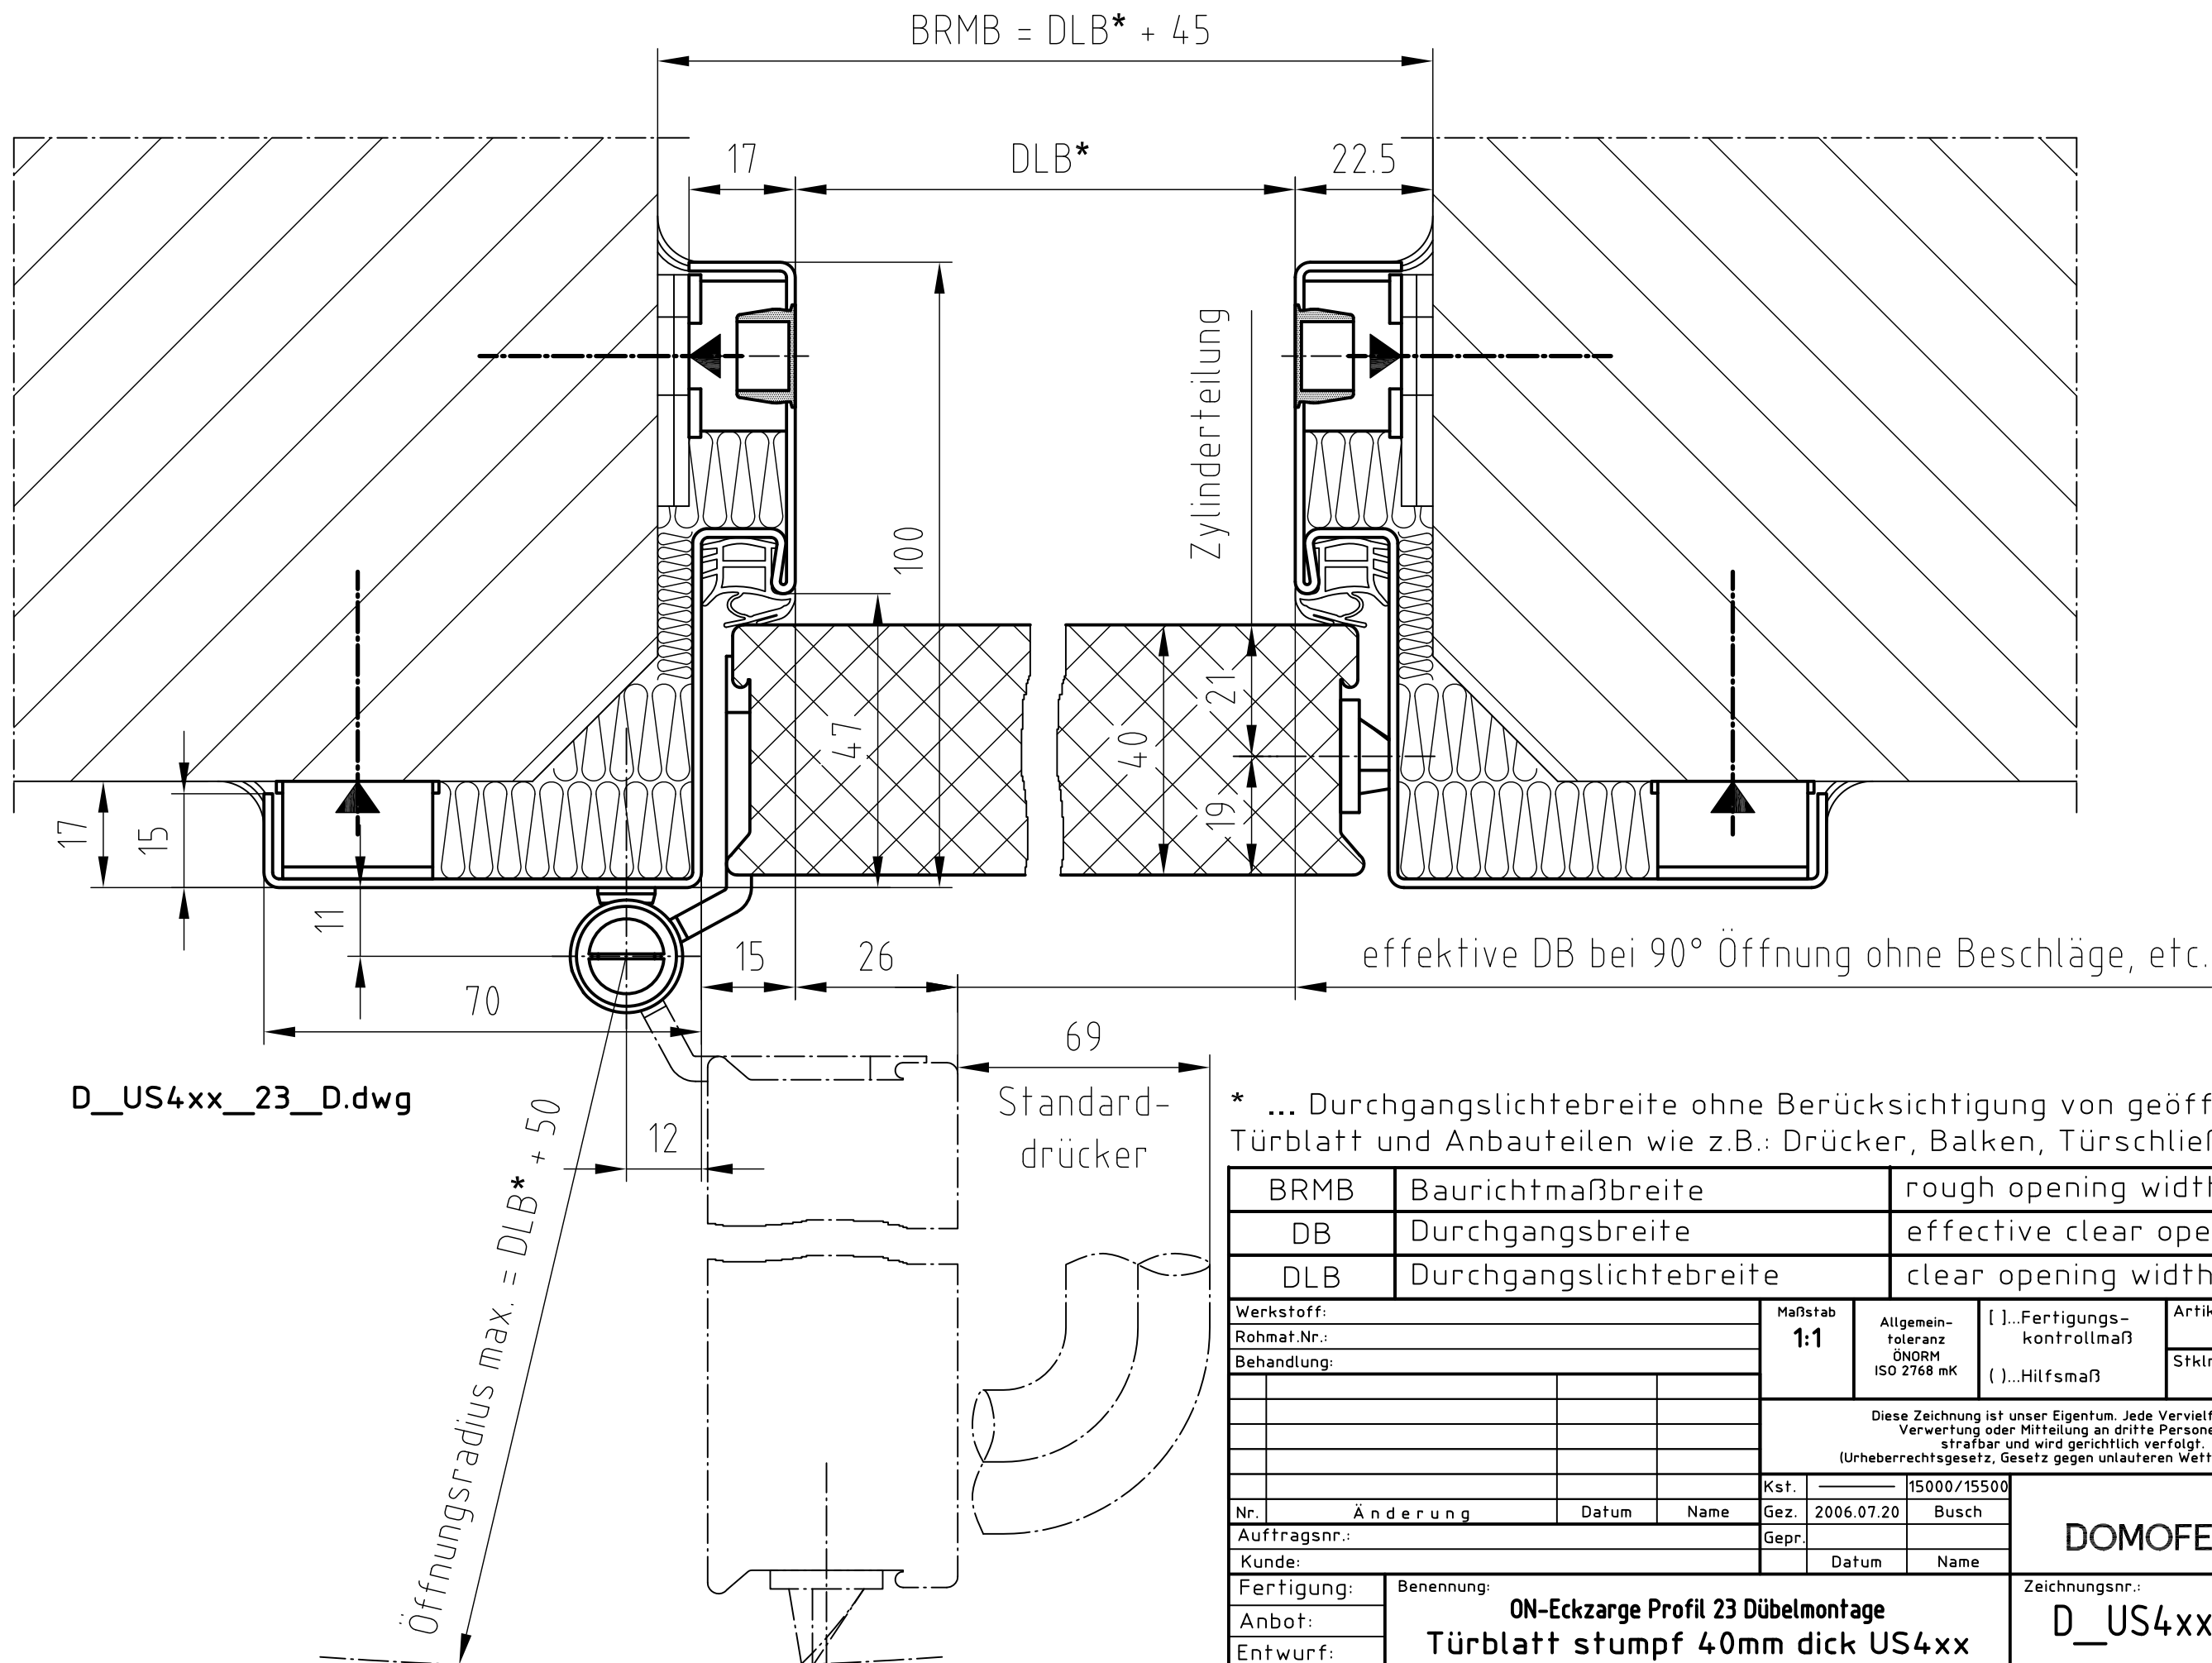 BRMB = DLB* + 45
17
DLB*
22.5
Zylinderteilung
100
47
40
21
19
17
15
11
70
15
26
effektive DB bei 90° Öffnung ohne Beschläge, etc.
69
Standard-
drücker
12
D__US4xx__23__D.dwg
Öffnungsradius max. = DLB* + 50
* ... Durchgangslichtebreite ohne Berücksichtigung von geöff
Türblatt und Anbauteilen wie z.B.: Drücker, Balken, Türschließ
BRMB Baurichtmaßbreite rough opening width
DB Durchgangsbreite effective clear ope
DLB Durchgangslichtebreite clear opening width
Werkstoff:
Rohmat.Nr.:
Behandlung:
Maßstab
1:1
Allgemein-
toleranz
ÖNORM
ISO 2768 mK
[ ]...Fertigungs-
kontrollmaß
( )...Hilfsmaß
Artik
Stkl
Diese Zeichnung ist unser Eigentum. Jede Vervielf
Verwertung oder Mitteilung an dritte Persone
strafbar und wird gerichtlich verfolgt.
(Urheberrechtsgesetz, Gesetz gegen unlauteren Wett
Kst. 15000/15500
Nr. Änderung Datum Name
Gez. 2006.07.20 Busch
Gepr.
Datum Name
Auftragsnr.:
Kunde:
DOMOFE
Fertigung:
Anbot:
Entwurf:
Benennung:
ON-Eckzarge Profil 23 Dübelmontage
Türblatt stumpf 40mm dick US4xx
Zeichnungsnr.:
D__US4xx